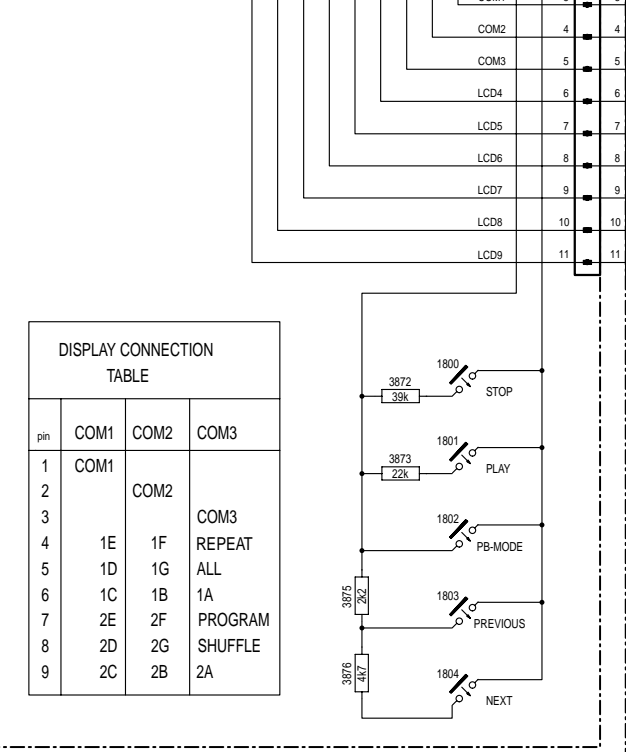 COM2 4 4
COM3 5 5
LCD4 6 6
LCD5 7 7
LCD6 8 8
LCD7 9 9
LCD8 10 10
LCD9 11 11
DISPLAY CONNECTION
TABLE
pin COM1 COM2 COM3
1 COM1
2 COM2
3 COM3
4 1E 1F REPEAT
5 1D 1G ALL
6 1C 1B 1A
7 2E 2F PROGRAM
8 2D 2G SHUFFLE
9 2C 2B 2A
1800
3872
39k
STOP
1801
3873
22k
PLAY
1802
PB-MODE
3875
2k2
1803
PREVIOUS
3876
4k7
1804
NEXT